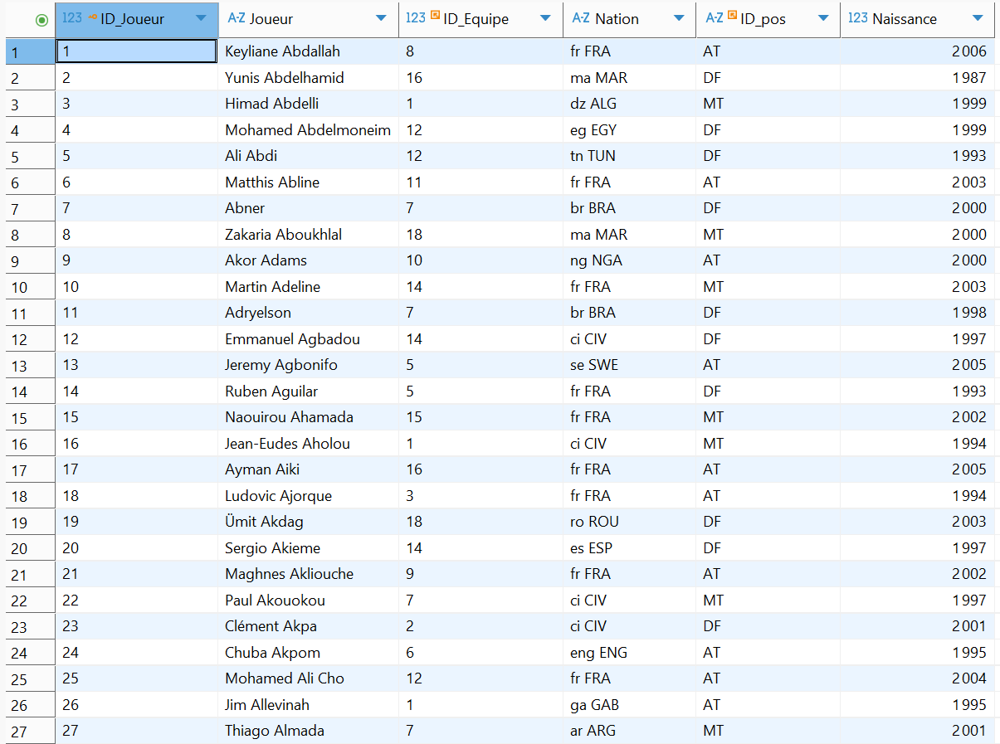 123 ID_Joueur A-Z Joueur 123 ID_Equipe A-Z Nation A-Z ID_pos 123 Naissance
1 1 Keyliane Abdallah 8 fr FRA AT 2006
2 2 Yunis Abdelhamid 16 ma MAR DF 1987
3 3 Himad Abdelli 1 dz ALG MT 1999
4 4 Mohamed Abdelmoneim 12 eg EGY DF 1999
5 5 Ali Abdi 12 tn TUN DF 1993
6 6 Matthis Abline 11 fr FRA AT 2003
7 7 Abner 7 br BRA DF 2000
8 8 Zakaria Aboukhlal 18 ma MAR MT 2000
9 9 Akor Adams 10 ng NGA AT 2000
10 10 Martin Adeline 14 fr FRA MT 2003
11 11 Adryelson 7 br BRA DF 1998
12 12 Emmanuel Agbadou 14 ci CIV DF 1997
13 13 Jeremy Agbonifo 5 se SWE AT 2005
14 14 Ruben Aguilar 5 fr FRA DF 1993
15 15 Naouirou Ahamada 15 fr FRA MT 2002
16 16 Jean-Eudes Aholou 1 ci CIV MT 1994
17 17 Ayman Aiki 16 fr FRA AT 2005
18 18 Ludovic Ajorque 3 fr FRA AT 1994
19 19 Ümit Akdag 18 ro ROU DF 2003
20 20 Sergio Akieme 14 es ESP DF 1997
21 21 Maghnes Akliouche 9 fr FRA AT 2002
22 22 Paul Akouokou 7 ci CIV MT 1997
23 23 Clément Akpa 2 ci CIV DF 2001
24 24 Chuba Akpom 6 eng ENG AT 1995
25 25 Mohamed Ali Cho 12 fr FRA AT 2004
26 26 Jim Allevinah 1 ga GAB AT 1995
27 27 Thiago Almada 7 ar ARG MT 2001